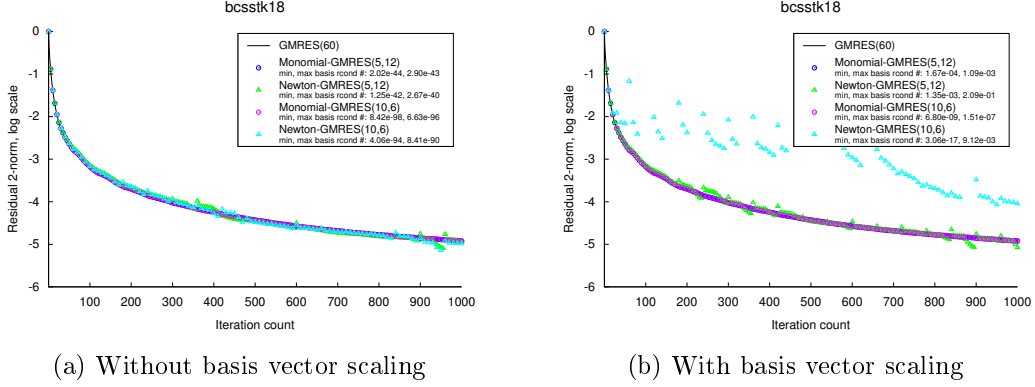 bcsstk18
Residual 2-norm, log scale
0
-1
-2
-3
-4
-5
-6
GMRES(60)
Monomial-GMRES(5,12)
min, max basis rcond #: 2.02e-44, 2.90e-43
Newton-GMRES(5,12)
min, max basis rcond #: 1.25e-42, 2.67e-40
Monomial-GMRES(10,6)
min, max basis rcond #: 8.42e-98, 6.63e-96
Newton-GMRES(10,6)
min, max basis rcond #: 4.06e-94, 8.41e-90
100 200 300 400 500 600 700 800 900 1000
Iteration count
(a) Without basis vector scaling
bcsstk18
Residual 2-norm, log scale
0
-1
-2
-3
-4
-5
-6
GMRES(60)
Monomial-GMRES(5,12)
min, max basis rcond #: 1.67e-04, 1.09e-03
Newton-GMRES(5,12)
min, max basis rcond #: 1.35e-03, 2.09e-01
Monomial-GMRES(10,6)
min, max basis rcond #: 6.80e-09, 1.51e-07
Newton-GMRES(10,6)
min, max basis rcond #: 3.06e-17, 9.12e-03
100 200 300 400 500 600 700 800 900 1000
Iteration count
(b) With basis vector scaling